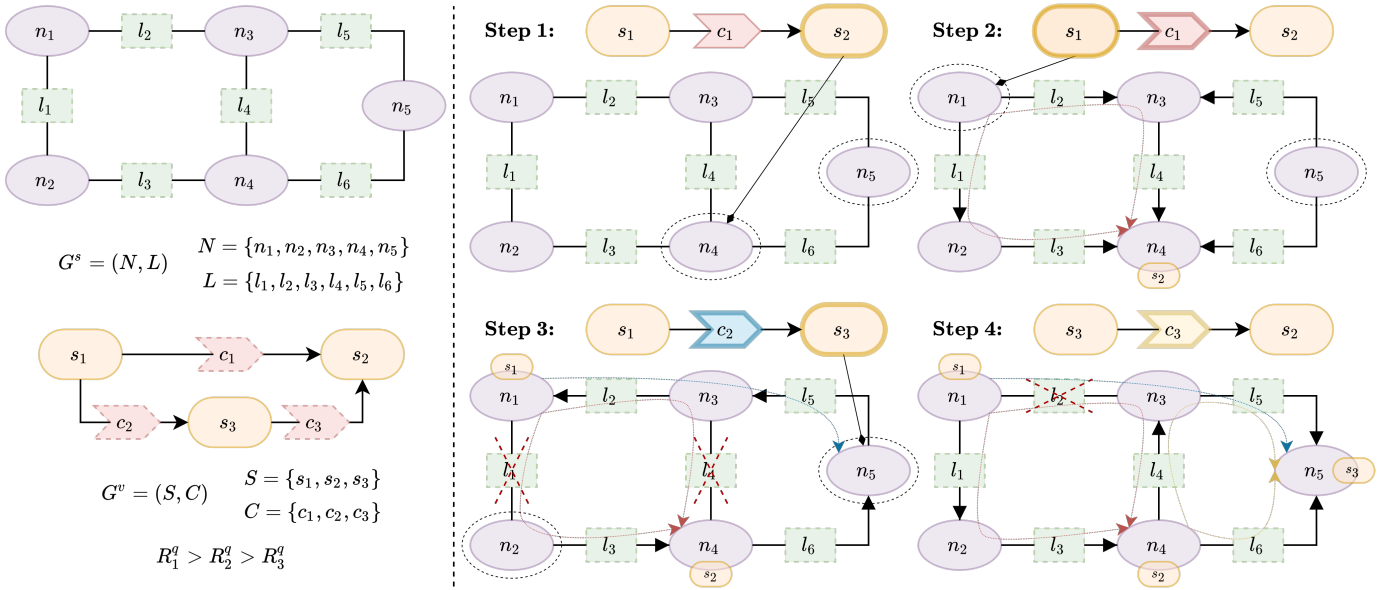 n₁ l₂ n₃ l₅
l₁ l₄ n₅
n₂ l₃ n₄ l₆
Gˢ = (N, L)
N = {n₁, n₂, n₃, n₄, n₅}
L = {l₁, l₂, l₃, l₄, l₅, l₆}
s₁ c₁ s₂
c₂ s₃ c₃
Gᵛ = (S, C)
S = {s₁, s₂, s₃}
C = {c₁, c₂, c₃}
R₁^q > R₂^q > R₃^q
Step 1: s₁ c₁ s₂
n₁ l₂ n₃ l₅
l₁ l₄ n₅
n₂ l₃ n₄ l₆
Step 2: s₁ c₁ s₂
n₁ l₂ n₃ l₅
l₁ l₄ n₅
n₂ l₃ n₄ l₆
s₂
Step 3: s₁ c₂ s₃
s₁
n₁ l₂ n₃ l₅
l₁ l₄ n₅
n₂ l₃ n₄ l₆
s₂
Step 4: s₃ c₃ s₂
s₁
n₁ l₂ n₃ l₅
l₁ l₄ n₅ s₃
n₂ l₃ n₄ l₆
s₂